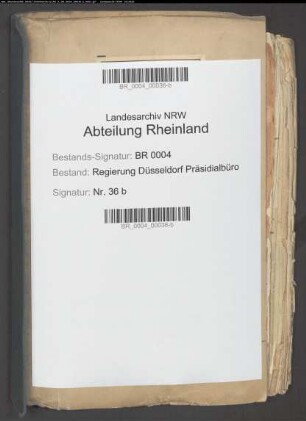 BR_0004_00036-b
Landesarchiv NRW
Abteilung Rheinland
Bestands-Signatur: BR 0004
Bestand: Regierung Düsseldorf Präsidialbüro
Signatur: Nr. 36 b
BR_0004_00036-b